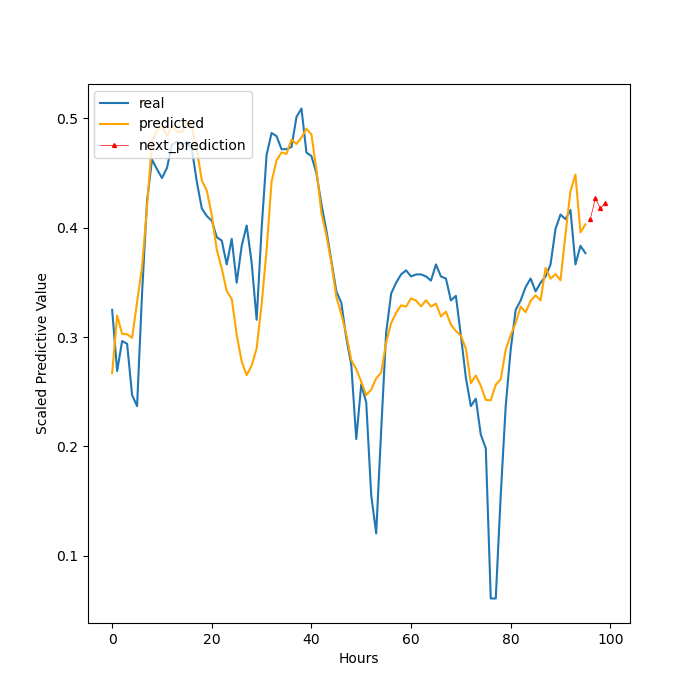 real
predicted
next_prediction
0.5
0.4
0.3
0.2
0.1
Scaled Predictive Value
0 20 40 60 80 100
Hours